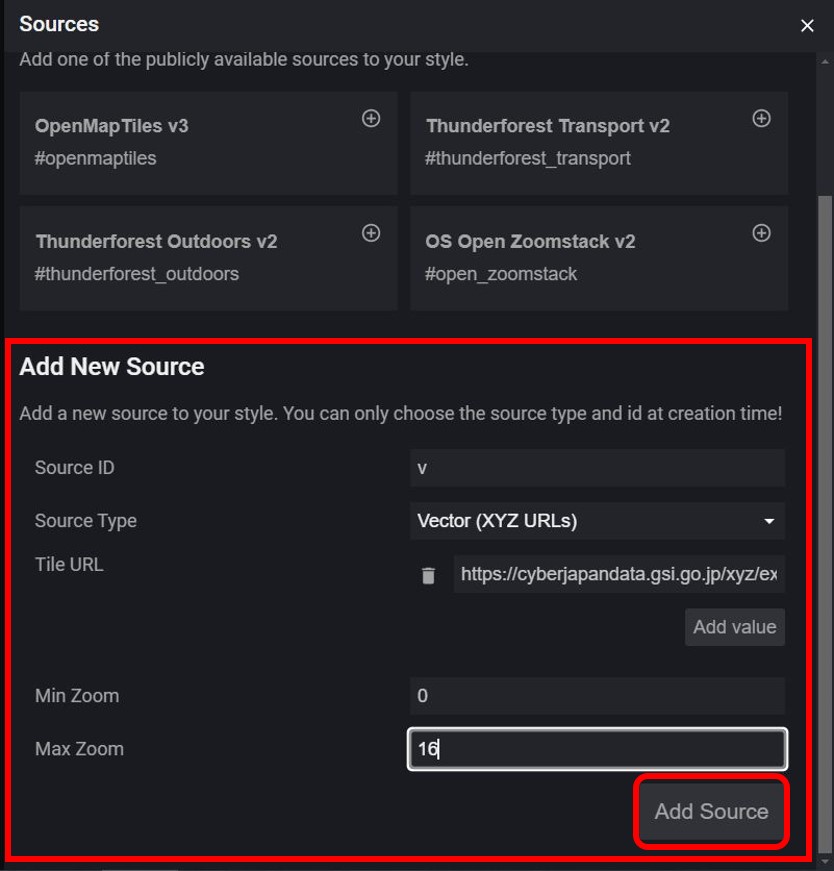 Sources
Add one of the publicly available sources to your style.
OpenMapTiles v3
#openmaptiles
Thunderforest Transport v2
#thunderforest_transport
Thunderforest Outdoors v2
#thunderforest_outdoors
OS Open Zoomstack v2
#open_zoomstack
Add New Source
Add a new source to your style. You can only choose the source type and id at creation time!
Source ID
v
Source Type
Vector (XYZ URLs)
Tile URL
https://cyberjapandata.gsi.go.jp/xyz/ex
Add value
Min Zoom
0
Max Zoom
16
Add Source